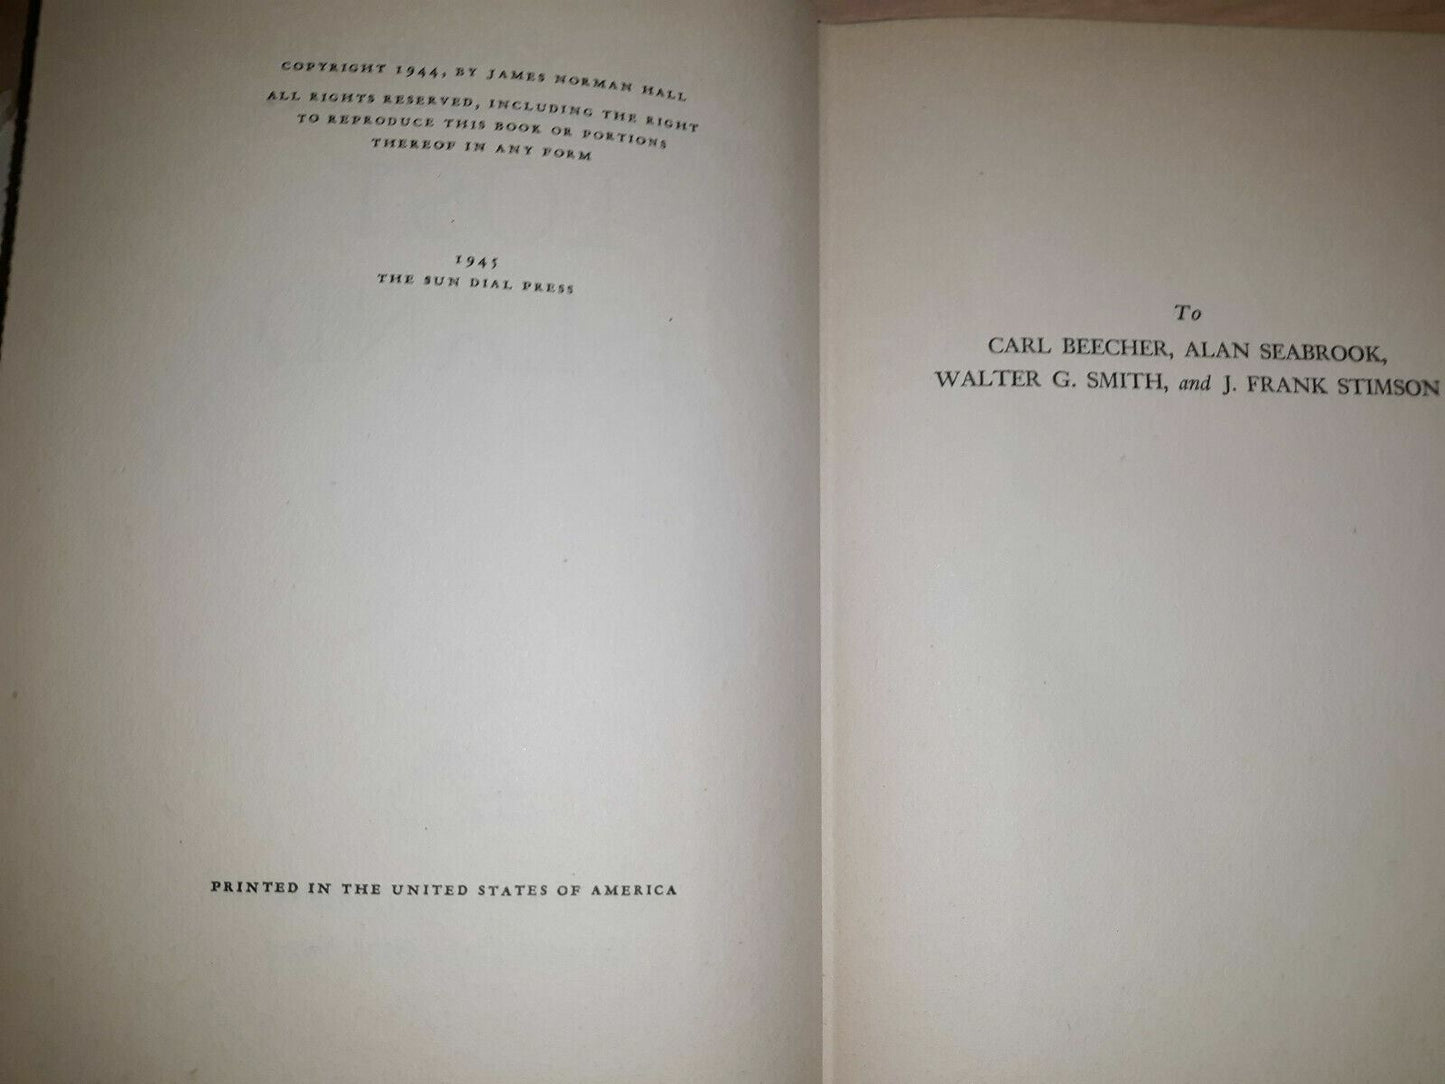 COPYRIGHT 1944, BY JAMES NORMAN HALL
ALL RIGHTS RESERVED, INCLUDING THE RIGHT
TO REPRODUCE THIS BOOK OR PORTIONS
THEREOF IN ANY FORM
1945
THE SUN DIAL PRESS
PRINTED IN THE UNITED STATES OF AMERICA
To
CARL BEECHER, ALAN SEABROOK,
WALTER G. SMITH, and J. FRANK STIMSON